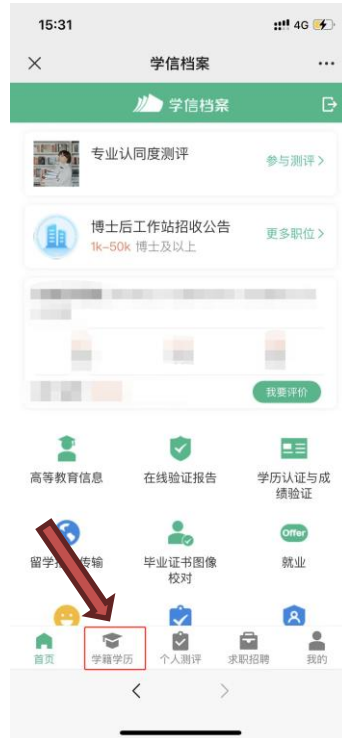 15:31
4G
学信档案
学信档案
专业认同度测评
参与测评>
博士后工作站招收公告
1k-50k 博士及以上
更多职位>
我要评价
高等教育信息
在线验证报告
学历认证与成
绩验证
Offer
毕业证书图像
校对
就业
首页
学籍学历
个人测评
求职招聘
我的